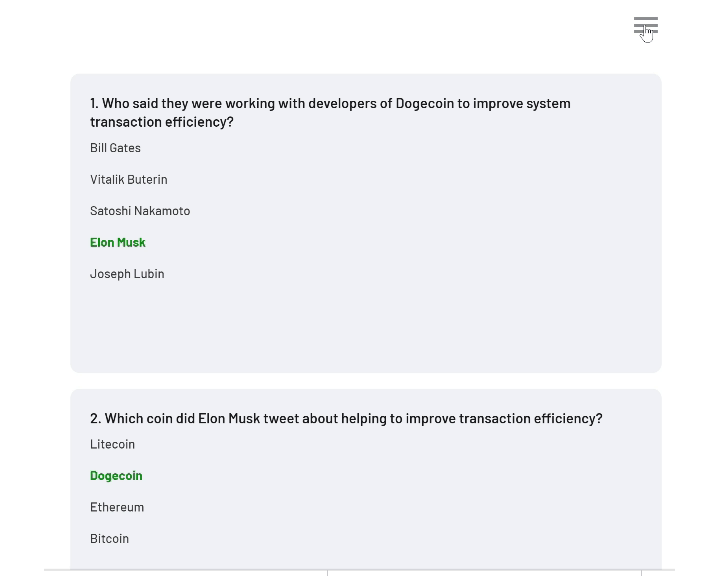 1. Who said they were working with developers of Dogecoin to improve system
transaction efficiency?
Bill Gates
Vitalik Buterin
Satoshi Nakamoto
Elon Musk
Joseph Lubin
2. Which coin did Elon Musk tweet about helping to improve transaction efficiency?
Litecoin
Dogecoin
Ethereum
Bitcoin